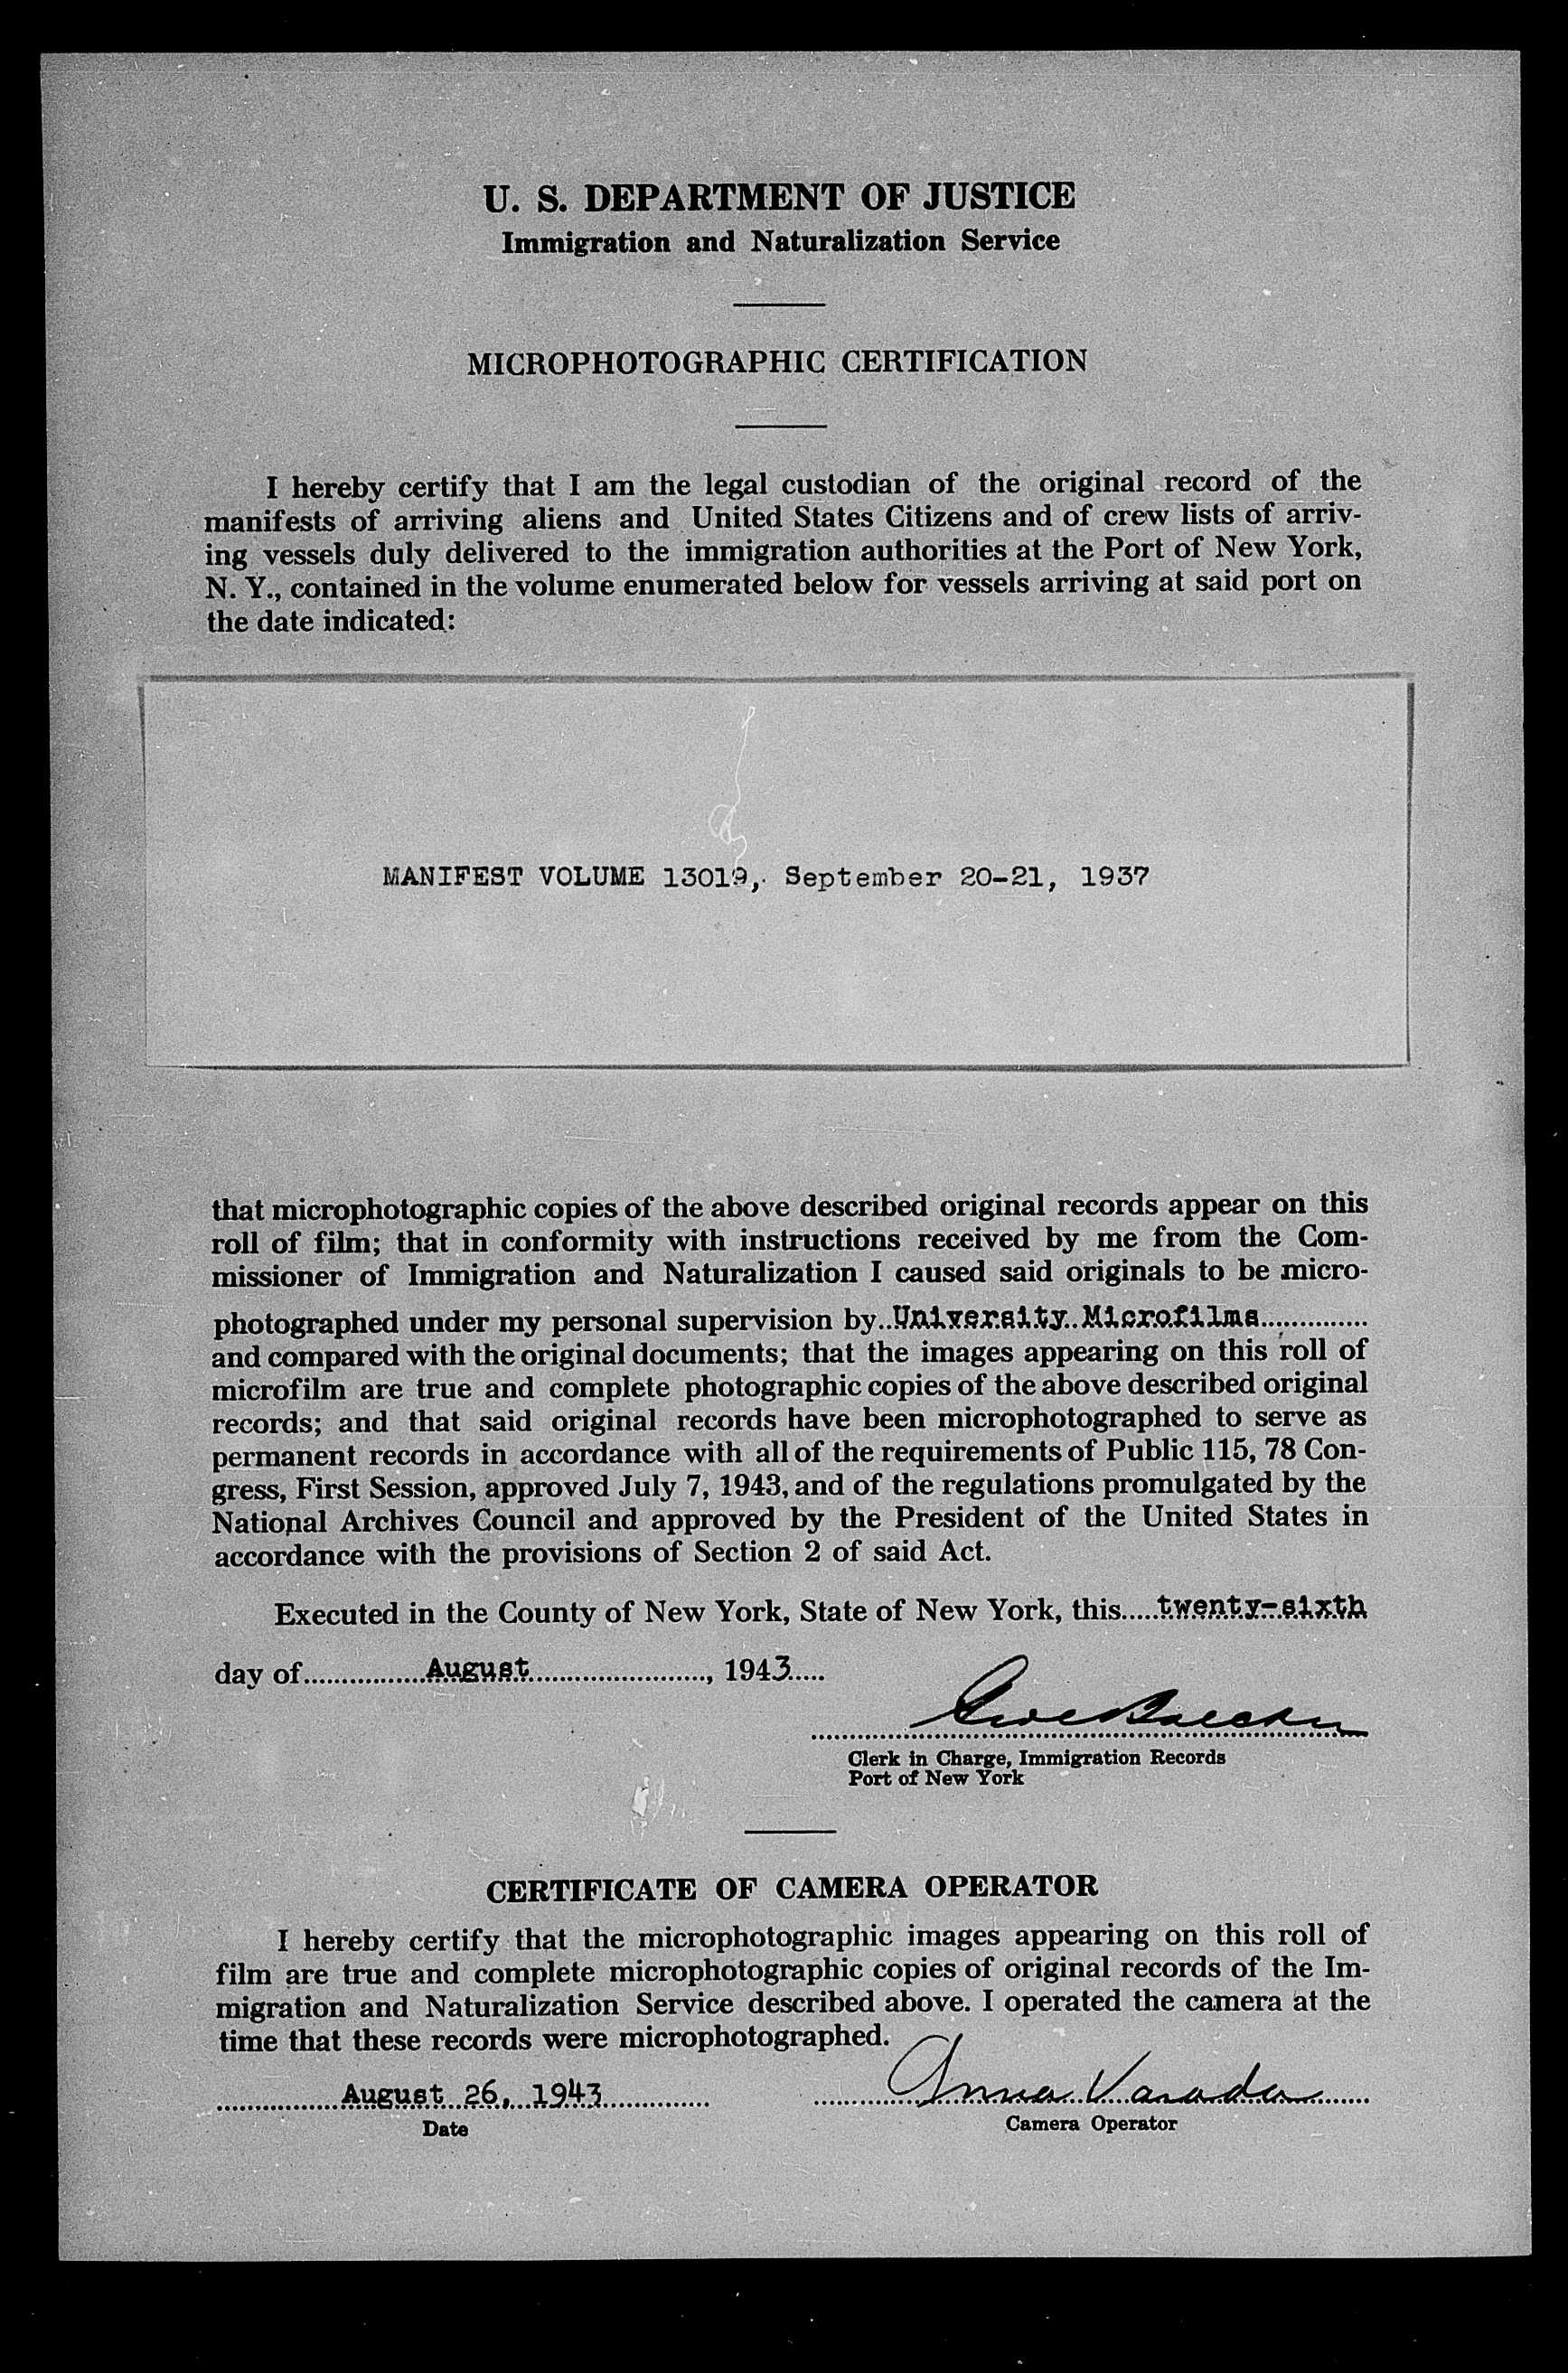 U. S. DEPARTMENT OF JUSTICE
Immigration and Naturalization Service
MICROPHOTOGRAPHIC CERTIFICATION
I hereby certify that I am the legal custodian of the original record of the
manifests of arriving aliens and United States Citizens and of crew lists of arriv-
ing vessels duly delivered to the immigration authorities at the Port of New York,
N. Y., contained in the volume enumerated below for vessels arriving at said port on
the date indicated:
MANIFEST VOLUME 13019, September 20-21, 1937
that microphotographic copies of the above described original records appear on this
roll of film; that in conformity with instructions received by me from the Com-
missioner of Immigration and Naturalization I caused said originals to be micro-
photographed under my personal supervision by..University Microfilms..............
and compared with the original documents; that the images appearing on this roll of
microfilm are true and complete photographic copies of the above described original
records; and that said original records have been microphotographed to serve as
permanent records in accordance with all of the requirements of Public 115, 78 Con-
gress, First Session, approved July 7, 1943, and of the regulations promulgated by the
National Archives Council and approved by the President of the United States in
accordance with the provisions of Section 2 of said Act.
Executed in the County of New York, State of New York, this.....twenty-sixth
day of................August......................., 1943.....
Clerk in Charge, Immigration Records
Port of New York
CERTIFICATE OF CAMERA OPERATOR
I hereby certify that the microphotographic images appearing on this roll of
film are true and complete microphotographic copies of original records of the Im-
migration and Naturalization Service described above. I operated the camera at the
time that these records were microphotographed.
................August 26, 1943.............. Anna Varada
Date Camera Operator